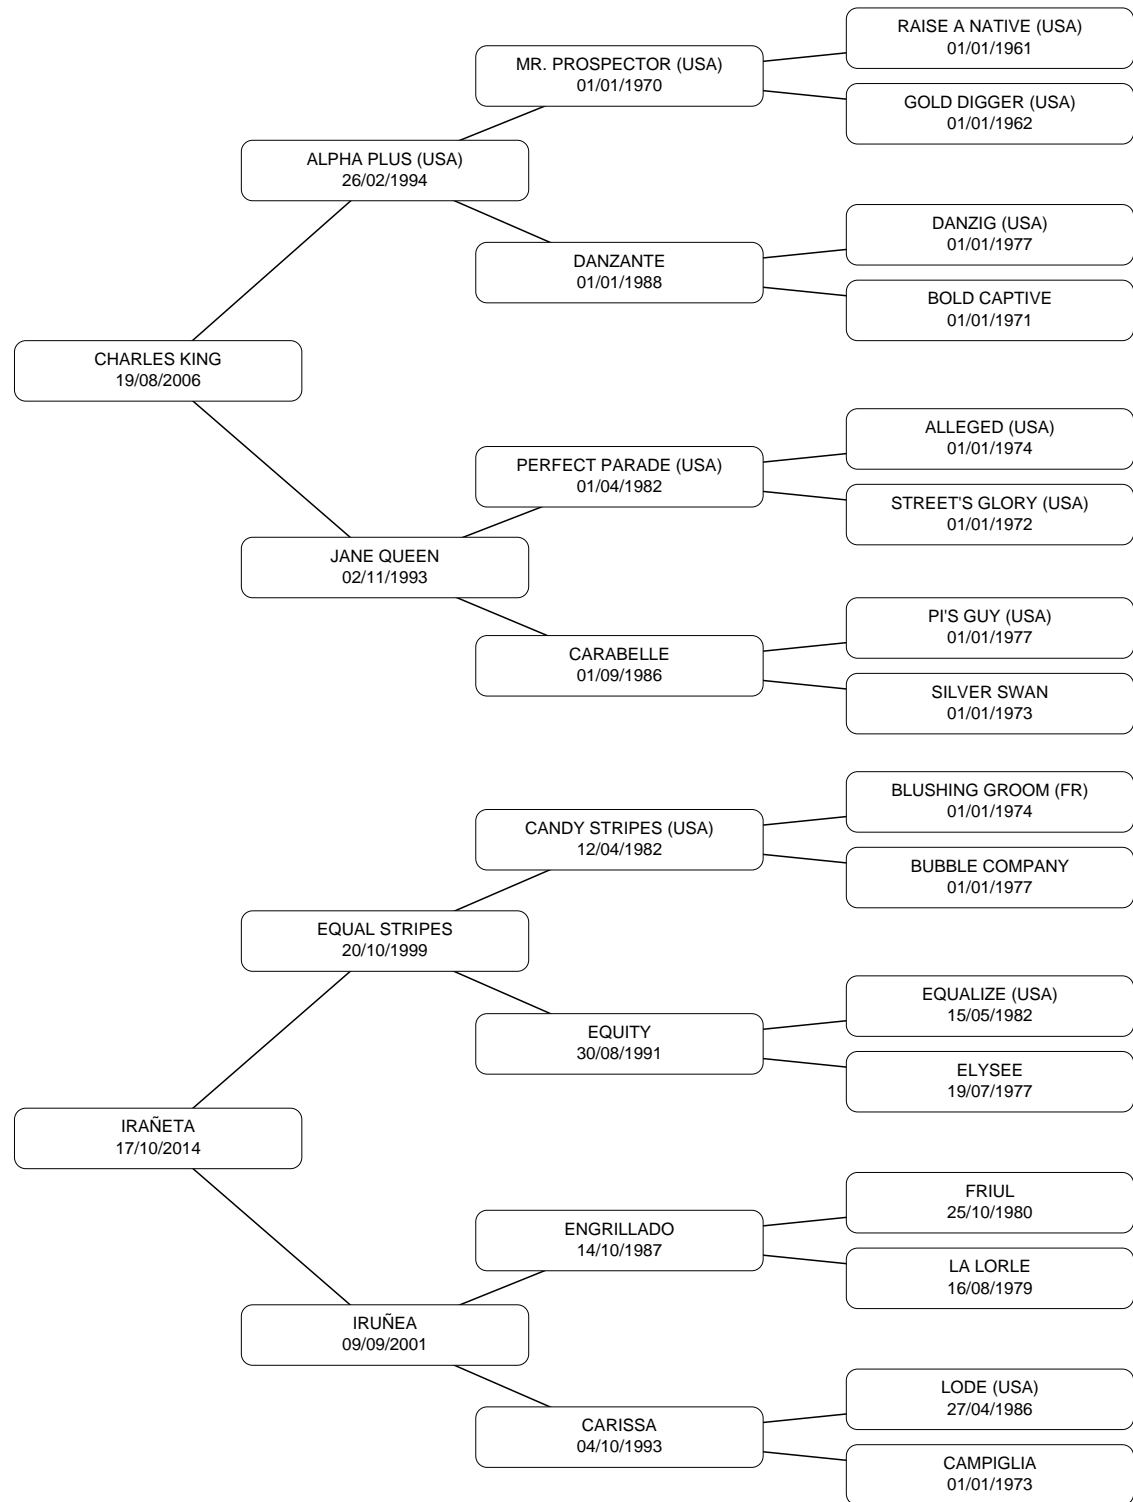 RAISE A NATIVE (USA)
01/01/1961
MR. PROSPECTOR (USA)
01/01/1970
GOLD DIGGER (USA)
01/01/1962
ALPHA PLUS (USA)
26/02/1994
DANZIG (USA)
01/01/1977
DANZANTE
01/01/1988
BOLD CAPTIVE
01/01/1971
CHARLES KING
19/08/2006
ALLEGED (USA)
01/01/1974
PERFECT PARADE (USA)
01/04/1982
STREET'S GLORY (USA)
01/01/1972
JANE QUEEN
02/11/1993
PI'S GUY (USA)
01/01/1977
CARABELLE
01/09/1986
SILVER SWAN
01/01/1973
BLUSHING GROOM (FR)
01/01/1974
CANDY STRIPES (USA)
12/04/1982
BUBBLE COMPANY
01/01/1977
EQUAL STRIPES
20/10/1999
EQUALIZE (USA)
15/05/1982
EQUITY
30/08/1991
ELYSEE
19/07/1977
IRAÑETA
17/10/2014
FRIUL
25/10/1980
ENGRILLADO
14/10/1987
LA LORLE
16/08/1979
IRUÑEA
09/09/2001
LODE (USA)
27/04/1986
CARISSA
04/10/1993
CAMPIGLIA
01/01/1973